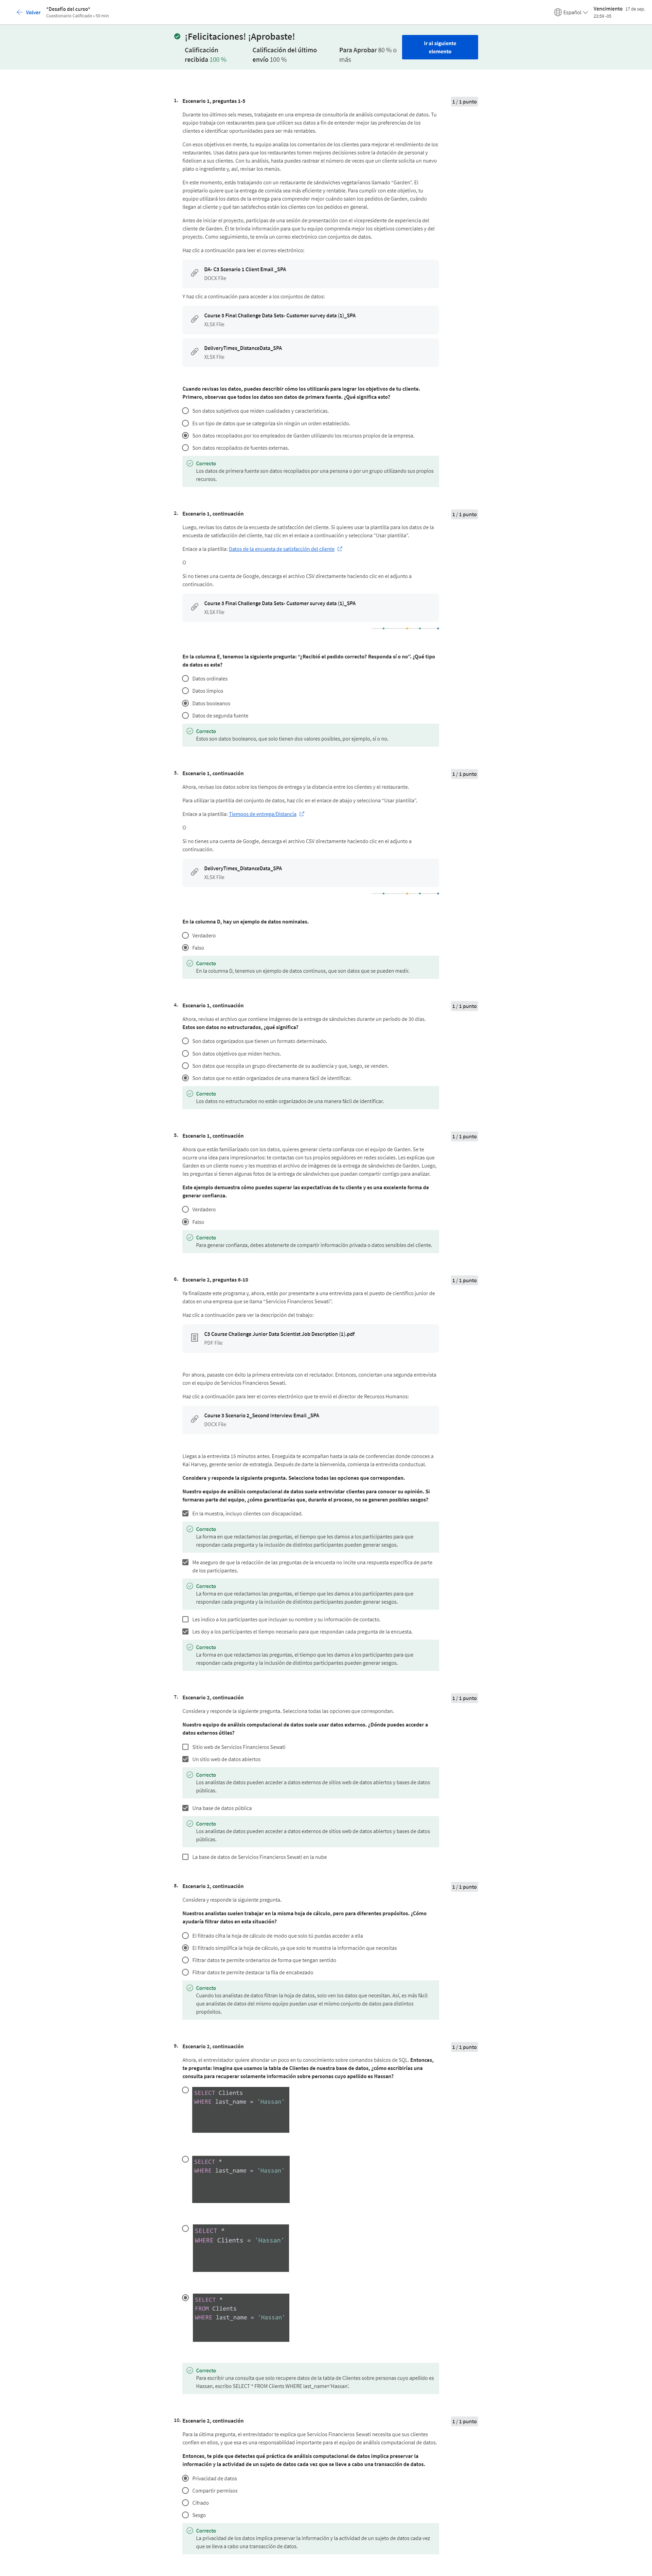 Volver
"Desafío del curso"
Cuestionario Calificado • 50 min
Español
Vencimiento 17 de sep. 23:59 -05
¡Felicitaciones! ¡Aprobaste!
Calificación recibida 100 %
Calificación del último envío 100 %
Para Aprobar 80 % o más
Ir al siguiente elemento
1. Escenario 1, preguntas 1-5
1 / 1 punto
Durante los últimos seis meses, trabajaste en una empresa de consultoría de análisis computacional de datos. Tu
equipo trabaja con restaurantes para que utilicen sus datos a fin de entender mejor las preferencias de los
clientes e identificar oportunidades para ser más rentables.
Con esos objetivos en mente, tu equipo analiza los comentarios de los clientes para mejorar el rendimiento de los
restaurantes. Usas datos para que los restaurantes tomen mejores decisiones sobre la dotación de personal y
fidelicen a sus clientes. Con tu análisis, hasta puedes rastrear el número de veces que un cliente solicita un nuevo
plato o ingrediente y, así, revisar los menús.
En este momento, estás trabajando con un restaurante de sándwiches vegetarianos llamado "Garden". El
propietario quiere que la entrega de comida sea más eficiente y rentable. Para cumplir con este objetivo, tu
equipo utilizará los datos de la entrega para comprender mejor cuándo salen los pedidos de Garden, cuándo
llegan al cliente y qué tan satisfechos están los clientes con los pedidos en general.
Antes de iniciar el proyecto, participas de una sesión de presentación con el vicepresidente de experiencia del
cliente de Garden. Él te brinda información para que tu equipo comprenda mejor los objetivos comerciales y del
proyecto. Como seguimiento, te envía un correo electrónico con conjuntos de datos.
Haz clic a continuación para leer el correo electrónico:
DA- C3 Scenario 1 Client Email _SPA
DOCX File
Y haz clic a continuación para acceder a los conjuntos de datos:
Course 3 Final Challenge Data Sets- Customer survey data (1)_SPA
XLSX File
DeliveryTimes_DistanceData_SPA
XLSX File
Cuando revisas los datos, puedes describir cómo los utilizarás para lograr los objetivos de tu cliente.
Primero, observas que todos los datos son datos de primera fuente. ¿Qué significa esto?
Son datos subjetivos que miden cualidades y características.
Es un tipo de datos que se categoriza sin ningún un orden establecido.
Son datos recopilados por los empleados de Garden utilizando los recursos propios de la empresa.
Son datos recopilados de fuentes externas.
Correcto
Los datos de primera fuente son datos recopilados por una persona o por un grupo utilizando sus propios
recursos.
2. Escenario 1, continuación
1 / 1 punto
Luego, revisas los datos de la encuesta de satisfacción del cliente. Si quieres usar la plantilla para los datos de la
encuesta de satisfacción del cliente, haz clic en el enlace a continuación y selecciona "Usar plantilla".
Enlace a la plantilla: Datos de la encuesta de satisfacción del cliente
O
Si no tienes una cuenta de Google, descarga el archivo CSV directamente haciendo clic en el adjunto a
continuación.
Course 3 Final Challenge Data Sets- Customer survey data (1)_SPA
XLSX File
En la columna E, tenemos la siguiente pregunta: "¿Recibió el pedido correcto? Responda sí o no". ¿Qué tipo
de datos es este?
Datos ordinales
Datos limpios
Datos booleanos
Datos de segunda fuente
Correcto
Estos son datos booleanos, que solo tienen dos valores posibles, por ejemplo, sí o no.
3. Escenario 1, continuación
1 / 1 punto
Ahora, revisas los datos sobre los tiempos de entrega y la distancia entre los clientes y el restaurante.
Para utilizar la plantilla del conjunto de datos, haz clic en el enlace de abajo y selecciona "Usar plantilla".
Enlace a la plantilla: Tiempos de entrega/Distancia
O
Si no tienes una cuenta de Google, descarga el archivo CSV directamente haciendo clic en el adjunto a
continuación.
DeliveryTimes_DistanceData_SPA
XLSX File
En la columna D, hay un ejemplo de datos nominales.
Verdadero
Falso
Correcto
En la columna D, tenemos un ejemplo de datos continuos, que son datos que se pueden medir.
4. Escenario 1, continuación
1 / 1 punto
Ahora, revisas el archivo que contiene imágenes de la entrega de sándwiches durante un período de 30 días.
Estos son datos no estructurados, ¿qué significa?
Son datos organizados que tienen un formato determinado.
Son datos objetivos que miden hechos.
Son datos que recopila un grupo directamente de su audiencia y que, luego, se venden.
Son datos que no están organizados de una manera fácil de identificar.
Correcto
Los datos no estructurados no están organizados de una manera fácil de identificar.
5. Escenario 1, continuación
1 / 1 punto
Ahora que estás familiarizado con los datos, quieres generar cierta confianza con el equipo de Garden. Se te
ocurre una idea para impresionarlos: te contactas con tus propios seguidores en redes sociales. Les explicas que
Garden es un cliente nuevo y les muestras el archivo de imágenes de la entrega de sándwiches de Garden. Luego,
les preguntas si tienen algunas fotos de la entrega de sándwiches que puedan compartir contigo para analizar.
Este ejemplo demuestra cómo puedes superar las expectativas de tu cliente y es una excelente forma de
generar confianza.
Verdadero
Falso
Correcto
Para generar confianza, debes abstenerte de compartir información privada o datos sensibles del cliente.
6. Escenario 2, preguntas 6-10
1 / 1 punto
Ya finalizaste este programa y, ahora, estás por presentarte a una entrevista para el puesto de científico junior de
datos en una empresa que se llama "Servicios Financieros Sewati".
Haz clic a continuación para ver la descripción del trabajo:
C3 Course Challenge Junior Data Scientist Job Description (1).pdf
PDF File
Por ahora, pasaste con éxito la primera entrevista con el reclutador. Entonces, conciertan una segunda entrevista
con el equipo de Servicios Financieros Sewati.
Haz clic a continuación para leer el correo electrónico que te envió el director de Recursos Humanos:
Course 3 Scenario 2_Second Interview Email _SPA
DOCX File
Llegas a la entrevista 15 minutos antes. Enseguida te acompañan hasta la sala de conferencias donde conoces a
Kai Harvey, gerente senior de estrategia. Después de darte la bienvenida, comienza la entrevista conductual.
Considera y responde la siguiente pregunta. Selecciona todas las opciones que correspondan.
Nuestro equipo de análisis computacional de datos suele entrevistar clientes para conocer su opinión. Si
formaras parte del equipo, ¿cómo garantizarías que, durante el proceso, no se generen posibles sesgos?
En la muestra, incluyo clientes con discapacidad.
Correcto
La forma en que redactamos las preguntas, el tiempo que les damos a los participantes para que
respondan cada pregunta y la inclusión de distintos participantes pueden generar sesgos.
Me aseguro de que la redacción de las preguntas de la encuesta no incite una respuesta específica de parte
de los participantes.
Correcto
La forma en que redactamos las preguntas, el tiempo que les damos a los participantes para que
respondan cada pregunta y la inclusión de distintos participantes pueden generar sesgos.
Les indico a los participantes que incluyan su nombre y su información de contacto.
Les doy a los participantes el tiempo necesario para que respondan cada pregunta de la encuesta.
Correcto
La forma en que redactamos las preguntas, el tiempo que les damos a los participantes para que
respondan cada pregunta y la inclusión de distintos participantes pueden generar sesgos.
7. Escenario 2, continuación
1 / 1 punto
Considera y responde la siguiente pregunta. Selecciona todas las opciones que correspondan.
Nuestro equipo de análisis computacional de datos suele usar datos externos. ¿Dónde puedes acceder a
datos externos útiles?
Sitio web de Servicios Financieros Sewati
Un sitio web de datos abiertos
Correcto
Los analistas de datos pueden acceder a datos externos de sitios web de datos abiertos y bases de datos
públicas.
Una base de datos pública
Correcto
Los analistas de datos pueden acceder a datos externos de sitios web de datos abiertos y bases de datos
públicas.
La base de datos de Servicios Financieros Sewati en la nube
8. Escenario 2, continuación
1 / 1 punto
Considera y responde la siguiente pregunta.
Nuestros analistas suelen trabajar en la misma hoja de cálculo, pero para diferentes propósitos. ¿Cómo
ayudaría filtrar datos en esta situación?
El filtrado cifra la hoja de cálculo de modo que solo tú puedas acceder a ella
El filtrado simplifica la hoja de cálculo, ya que solo te muestra la información que necesitas
Filtrar datos te permite ordenarlos de forma que tengan sentido
Filtrar datos te permite destacar la fila de encabezado
Correcto
Cuando los analistas de datos filtran la hoja de datos, solo ven los datos que necesitan. Así, es más fácil
que analistas de datos del mismo equipo puedan usar el mismo conjunto de datos para distintos
propósitos.
9. Escenario 2, continuación
1 / 1 punto
Ahora, el entrevistador quiere ahondar un poco en tu conocimiento sobre comandos básicos de SQL. Entonces,
te pregunta: Imagina que usamos la tabla de Clientes de nuestra base de datos, ¿cómo escribirías una
consulta para recuperar solamente información sobre personas cuyo apellido es Hassan?
SELECT Clients
WHERE last_name = 'Hassan'
SELECT *
WHERE last_name = 'Hassan'
SELECT *
WHERE Clients = 'Hassan'
SELECT *
FROM Clients
WHERE last_name = 'Hassan'
Correcto
Para escribir una consulta que solo recupere datos de la tabla de Clientes sobre personas cuyo apellido es
Hassan, escribo SELECT * FROM Clients WHERE last_name='Hassan'.
10. Escenario 2, continuación
1 / 1 punto
Para la última pregunta, el entrevistador te explica que Servicios Financieros Sewati necesita que sus clientes
confíen en ellos, y que esa es una responsabilidad importante para el equipo de análisis computacional de datos.
Entonces, te pide que detectes qué práctica de análisis computacional de datos implica preservar la
información y la actividad de un sujeto de datos cada vez que se lleve a cabo una transacción de datos.
Privacidad de datos
Compartir permisos
Cifrado
Sesgo
Correcto
La privacidad de los datos implica preservar la información y la actividad de un sujeto de datos cada vez
que se lleve a cabo una transacción de datos.